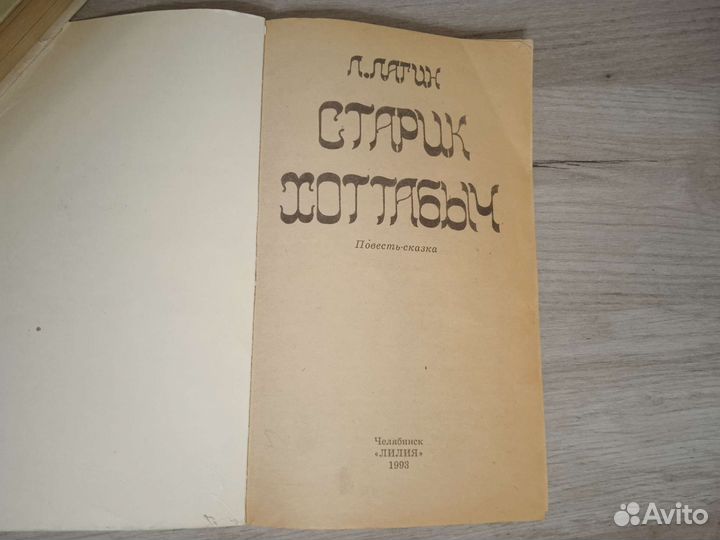 Л. ЛАГИН
СТАРИК
ХОТТАБЫЧ
Повесть-сказка
Челябинск
«ЛИЛИЯ»
1993
Avito